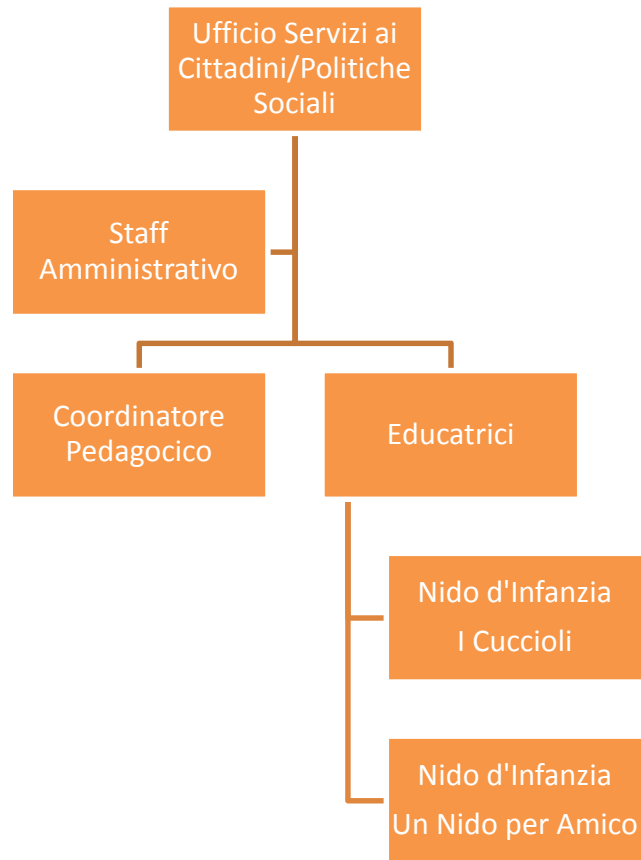 Ufficio Servizi ai
Cittadini/Politiche
Sociali
Staff
Amministrativo
Coordinatore
Pedagocico
Educatrici
Nido d'Infanzia
I Cuccioli
Nido d'Infanzia
Un Nido per Amico